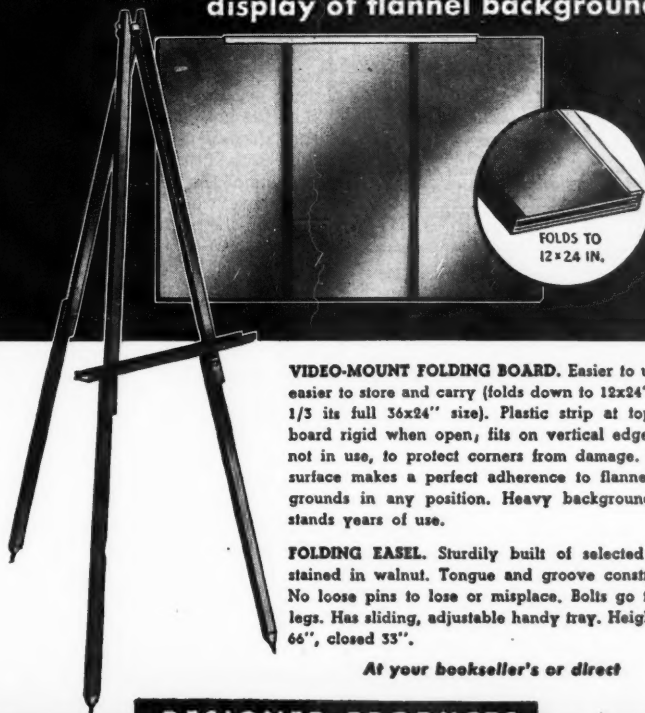 display of flannel background
FOLDS TO
12x24 IN.
VIDEO-MOUNT FOLDING BOARD. Easier to u
easier to store and carry (folds down to 12x24"
1/3 its full 36x24" size). Plastic strip at top
board rigid when open; fits on vertical edge
not in use, to protect corners from damage.
surface makes a perfect adherence to flanne
grounds in any position. Heavy background
stands years of use.
FOLDING EASEL. Sturdily built of selected
stained in walnut. Tongue and groove const
No loose pins to lose or misplace. Bolts go
legs. Has sliding, adjustable handy tray. Heig
66", closed 33".
At your bookseller's or direct
DESIGNED PRODUCTS